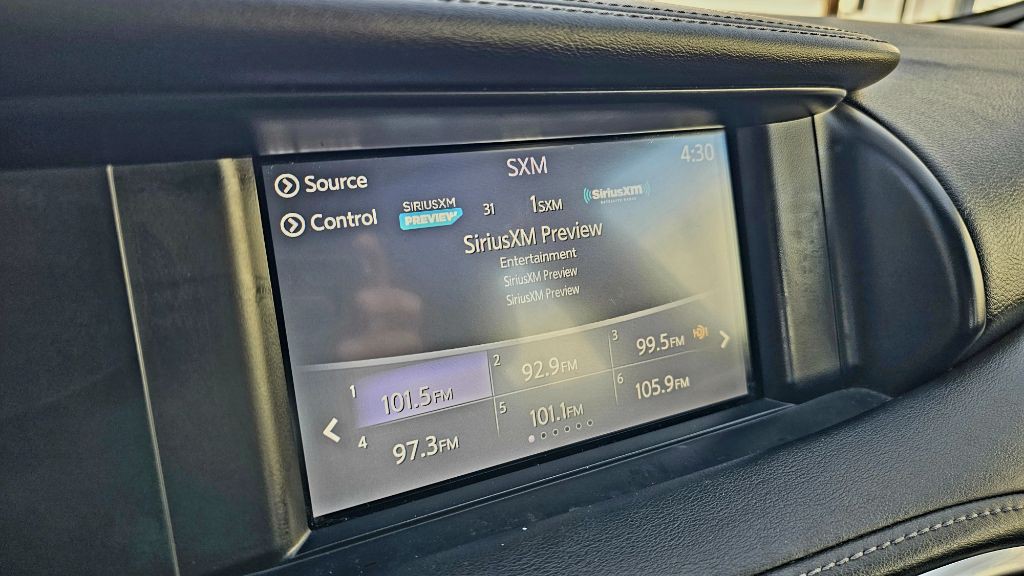 SXM
4:30
Source
Control
SIRIUSXM
PREVIEW
31
1SXM
SiriusXM
SiriusXM Preview
Entertainment
SiriusXM Preview
SiriusXM Preview
1 101.5FM
2 92.9FM
3 99.5FM
4 97.3FM
5 101.1FM
6 105.9FM